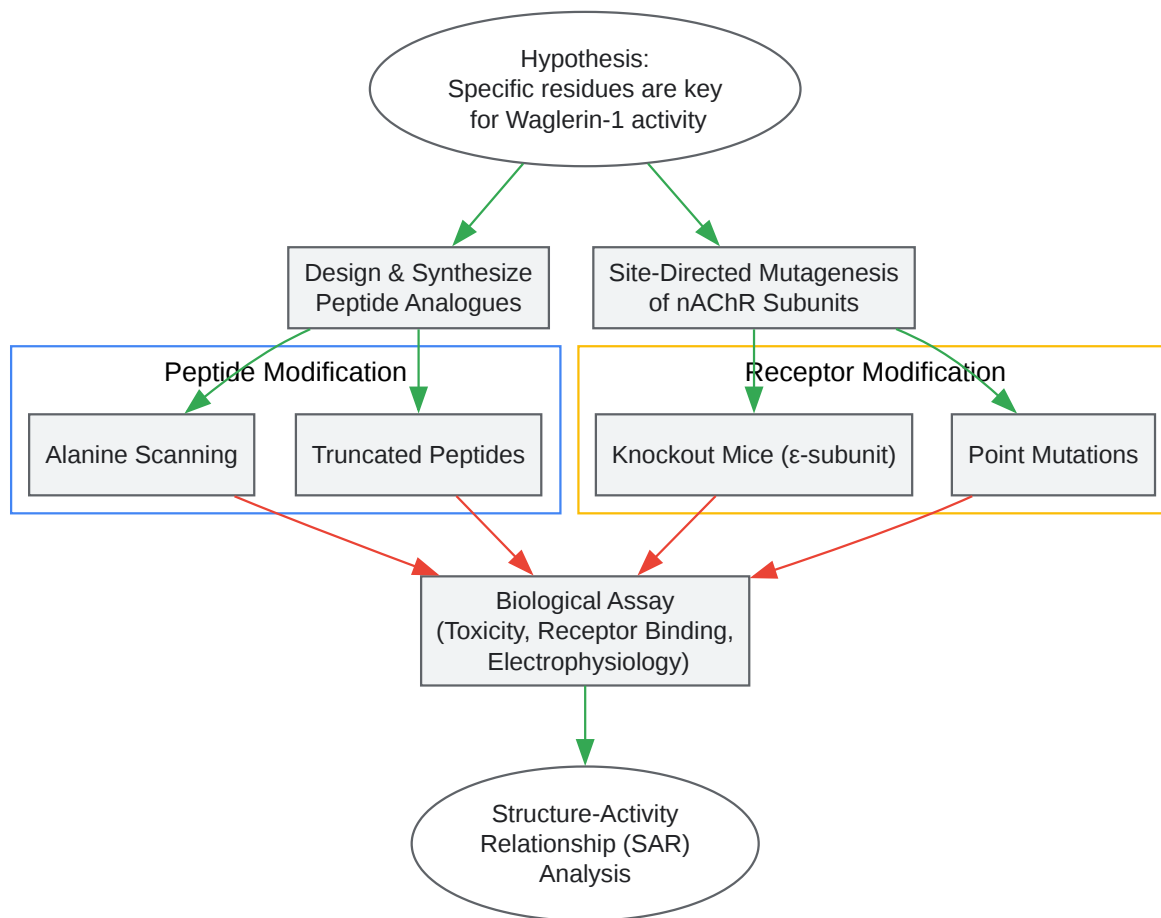 Hypothesis:
Specific residues are key
for Waglerin-1 activity
Design & Synthesize
Peptide Analogues
Site-Directed Mutagenesis
of nAChR Subunits
Peptide Modification
Receptor Modification
Alanine Scanning
Truncated Peptides
Knockout Mice (ε-subunit)
Point Mutations
Biological Assay
(Toxicity, Receptor Binding,
Electrophysiology)
Structure-Activity
Relationship (SAR)
Analysis